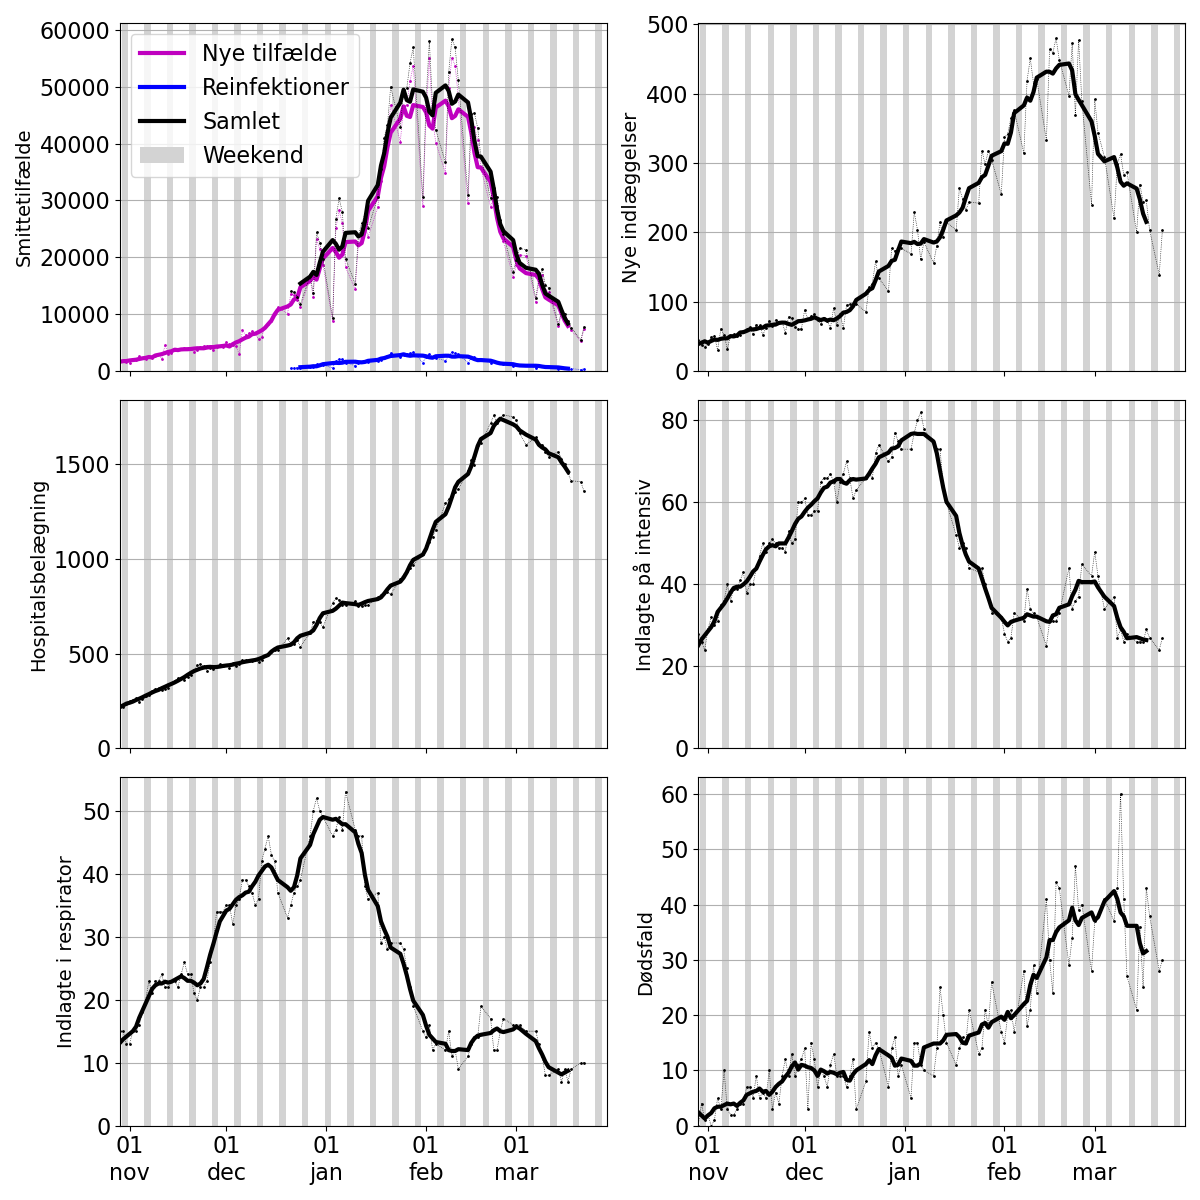 60000
50000
40000
30000
20000
10000
0
Smittetilfælde
Nye tilfælde
Reinfektioner
Samlet
Weekend
500
400
300
200
100
0
Nye indlæggelser
1500
1000
500
0
Hospitalsbelægning
80
60
40
20
0
Indlagte på intensiv
50
40
30
20
10
0
Indlagte i respirator
01 01 01 01 01
nov dec jan feb mar
60
50
40
30
20
10
0
Dødsfald
01 01 01 01 01
nov dec jan feb mar